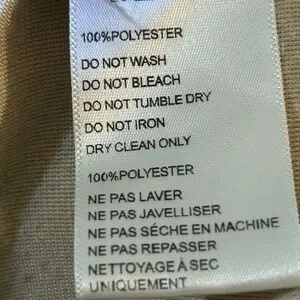 100%POLYESTER
DO NOT WASH
DO NOT BLEACH
DO NOT TUMBLE DRY
DO NOT IRON
DRY CLEAN ONLY
100%POLYESTER
NE PAS LAVER
NE PAS JAVELLISER
NE PAS SÉCHE EN MACHINE
NE PAS REPASSER
NETTOYAGE À SEC
UNIQUEMENT